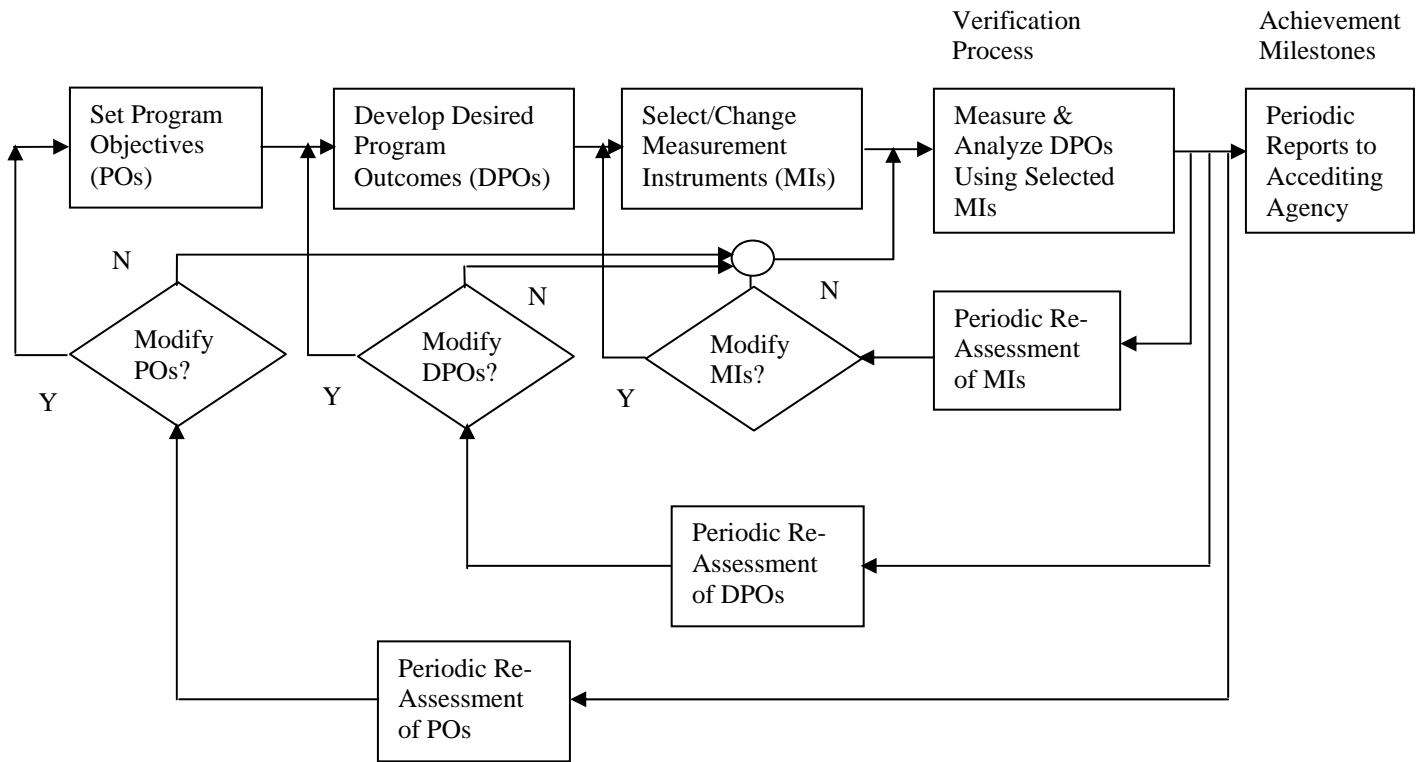 Verification
Process
Achievement
Milestones
Set Program
Objectives
(POs)
Develop Desired
Program
Outcomes (DPOs)
Select/Change
Measurement
Instruments (MIs)
Measure &
Analyze DPOs
Using Selected
MIs
Periodic
Reports to
Accediting
Agency
N
Modify
POs?
Y
N
Modify
DPOs?
Y
N
Modify
MIs?
Y
Periodic Re-
Assessment
of MIs
Periodic Re-
Assessment
of DPOs
Periodic Re-
Assessment
of POs